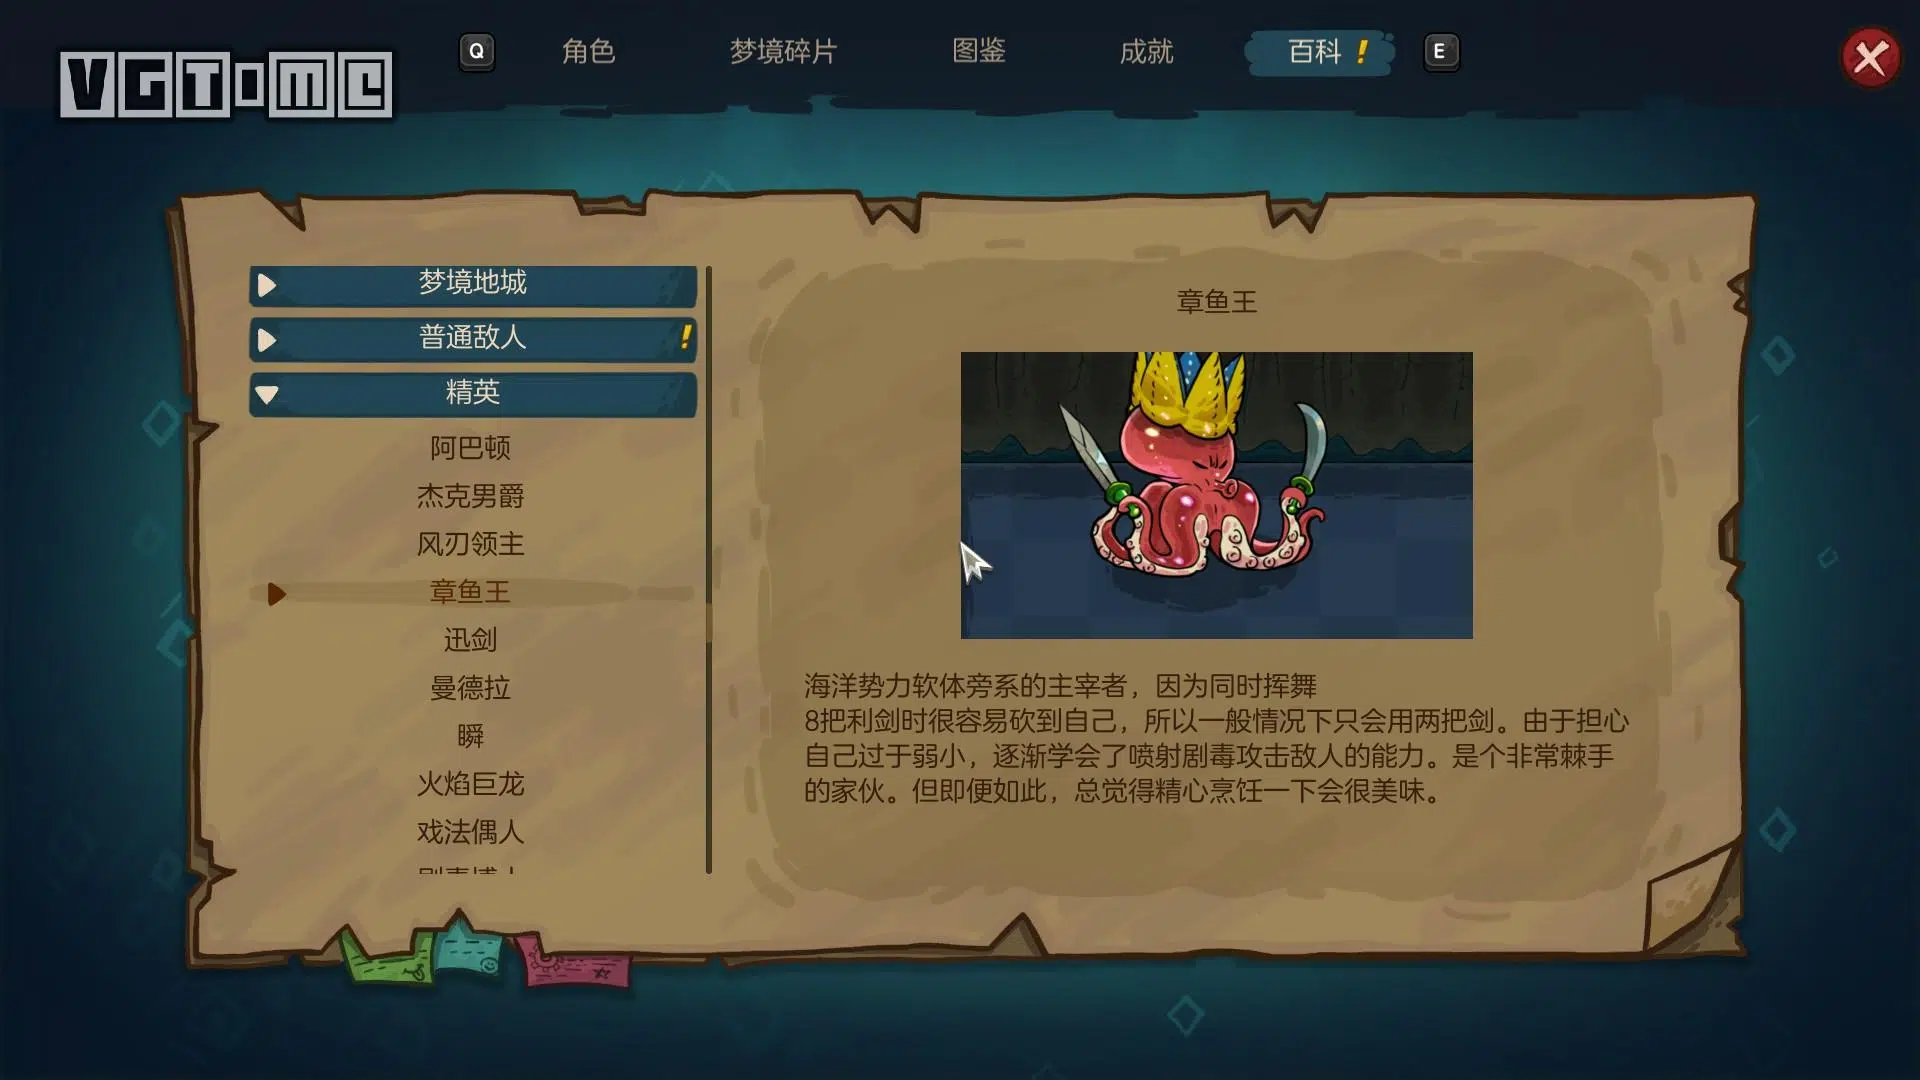 VGTIME
Q
角色
梦境碎片
图鉴
成就
百科!
E
梦境地城
普通敌人!
精英
阿巴顿
杰克男爵
风刃领主
章鱼王
迅剑
曼德拉
瞬
火焰巨龙
戏法偶人
章鱼王
海洋势力软体旁系的主宰者，因为同时挥舞
8把利剑时很容易砍到自己，所以一般情况下只会用两把剑。由于担心
自己过于弱小，逐渐学会了喷射剧毒攻击敌人的能力。是个非常棘手
的家伙。但即便如此，总觉得精心烹饪一下会很美味。